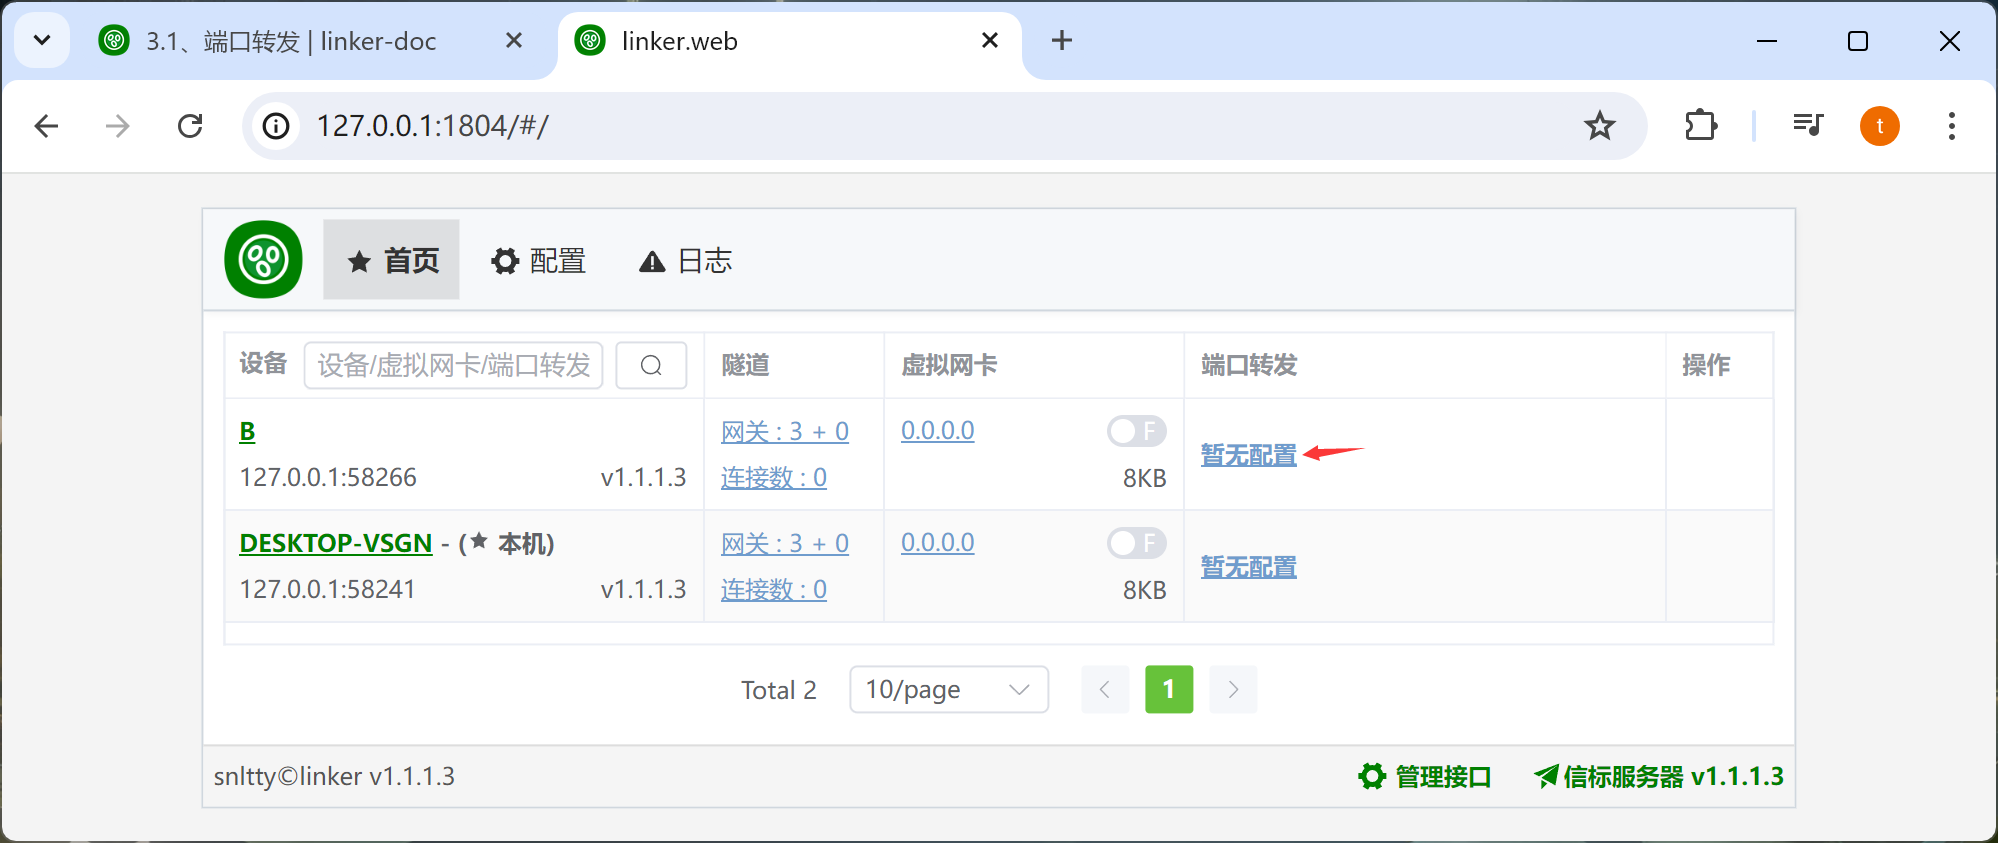 3.1、端口转发 | linker-doc
linker.web
127.0.0.1:1804/#/
t
首页
配置
日志
设备
设备/虚拟网卡/端口转发
隧道
虚拟网卡
端口转发
操作
B
127.0.0.1:58266
v1.1.1.3
网关 : 3 + 0
连接数 : 0
0.0.0.0
F
8KB
暂无配置
DESKTOP-VSGN - (★ 本机)
127.0.0.1:58241
v1.1.1.3
网关 : 3 + 0
连接数 : 0
0.0.0.0
F
8KB
暂无配置
Total 2
10/page
1
snltty©linker v1.1.1.3
管理接口
信标服务器 v1.1.1.3